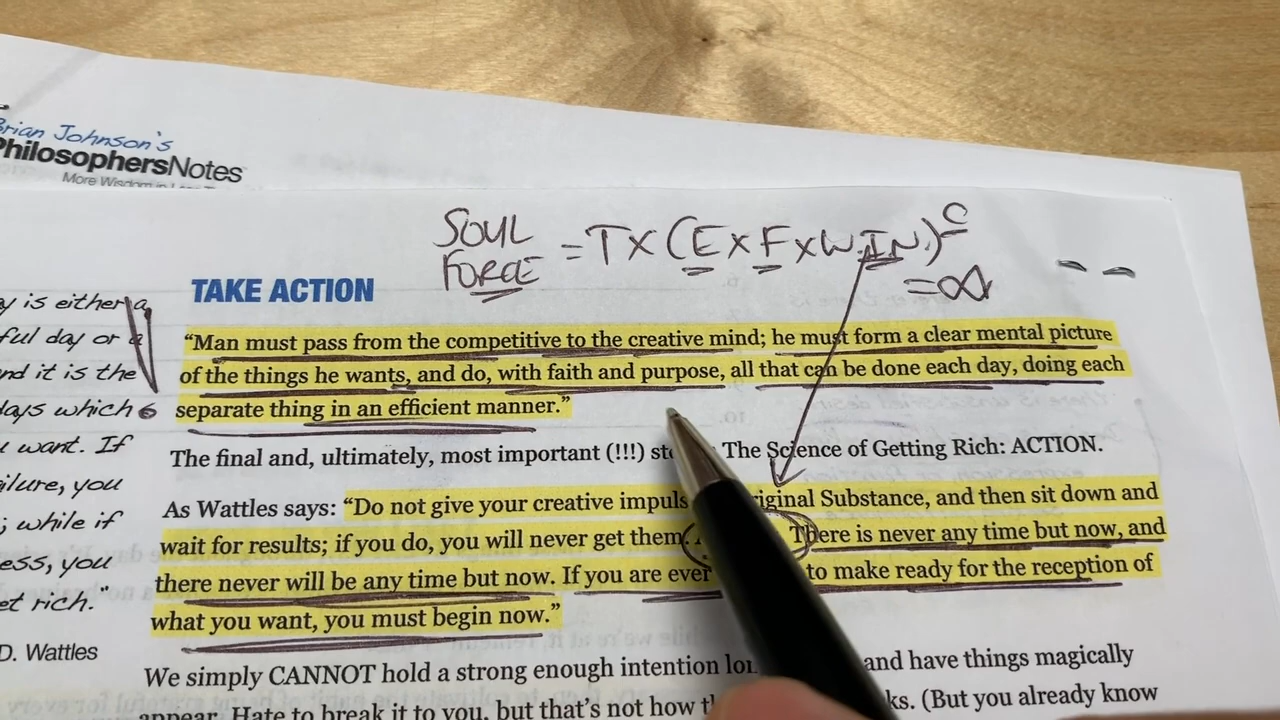 Brian Johnson's
PhilosophersNotes
More Wisdom in
SOUL
FORCE = T X (E X F X W.I.N.)^C
= ∞
TAKE ACTION
y is either a
ful day or a
nd it is the
days which
u want. If
ilure, you
; while if
ess, you
et rich."
D. Wattles
“Man must pass from the competitive to the creative mind; he must form a clear mental picture
of the things he wants, and do, with faith and purpose, all that can be done each day, doing each
separate thing in an efficient manner.”
The final and, ultimately, most important (!!!) st The Science of Getting Rich: ACTION.
As Wattles says: “Do not give your creative impuls riginal Substance, and then sit down and
wait for results; if you do, you will never get them. There is never any time but now, and
there never will be any time but now. If you are ever to make ready for the reception of
what you want, you must begin now.”
We simply CANNOT hold a strong enough intention lo and have things magically
appear. Hate to break it to you, but that’s not how th ks. (But you already know